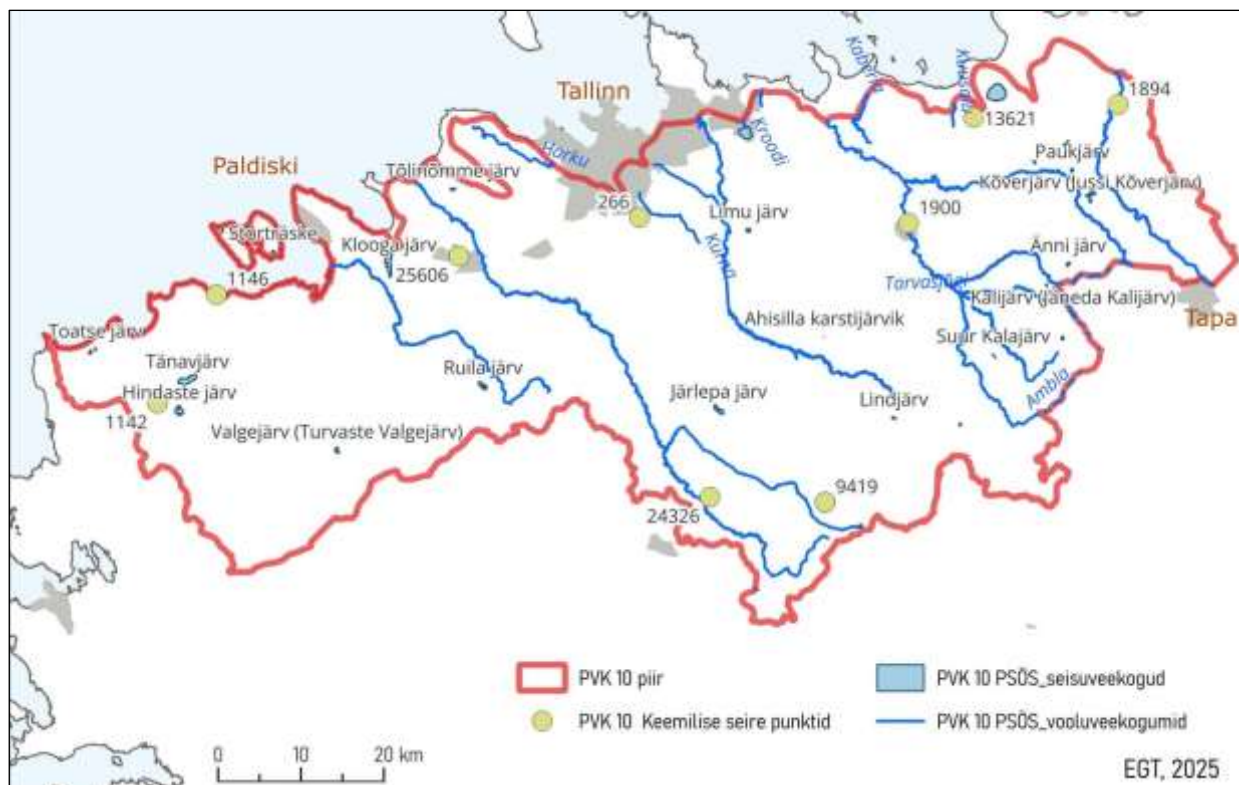 Tallinn
Kaberla
1894
13621
Kroodi
Harku
Paukjärv
Paldiski
Tõlinõmme järv
Kõverjärv (Jussi Kõverjärv)
266
1900
Limu järv
Storträske
Klooga järv
Kurna
Änni järv
25606
1146
Kalijärv (Jäneda Kalijärv)
Tapa
Ahisilla karstijärvik
Toatse järv
Suur Kalajärv
Tänavjärv
Ruila järv
Ambla
Hindaste järv
Järlepa järv
Lindjärv
1142
Valgejärv (Turvaste Valgejärv)
9419
24326
PVK 10 piir
PVK 10 PSÕS_seisuveekogud
PVK 10 Keemilise seire punktid
PVK 10 PSÕS_vooluveekogumid
0 10 20 km
EGT, 2025